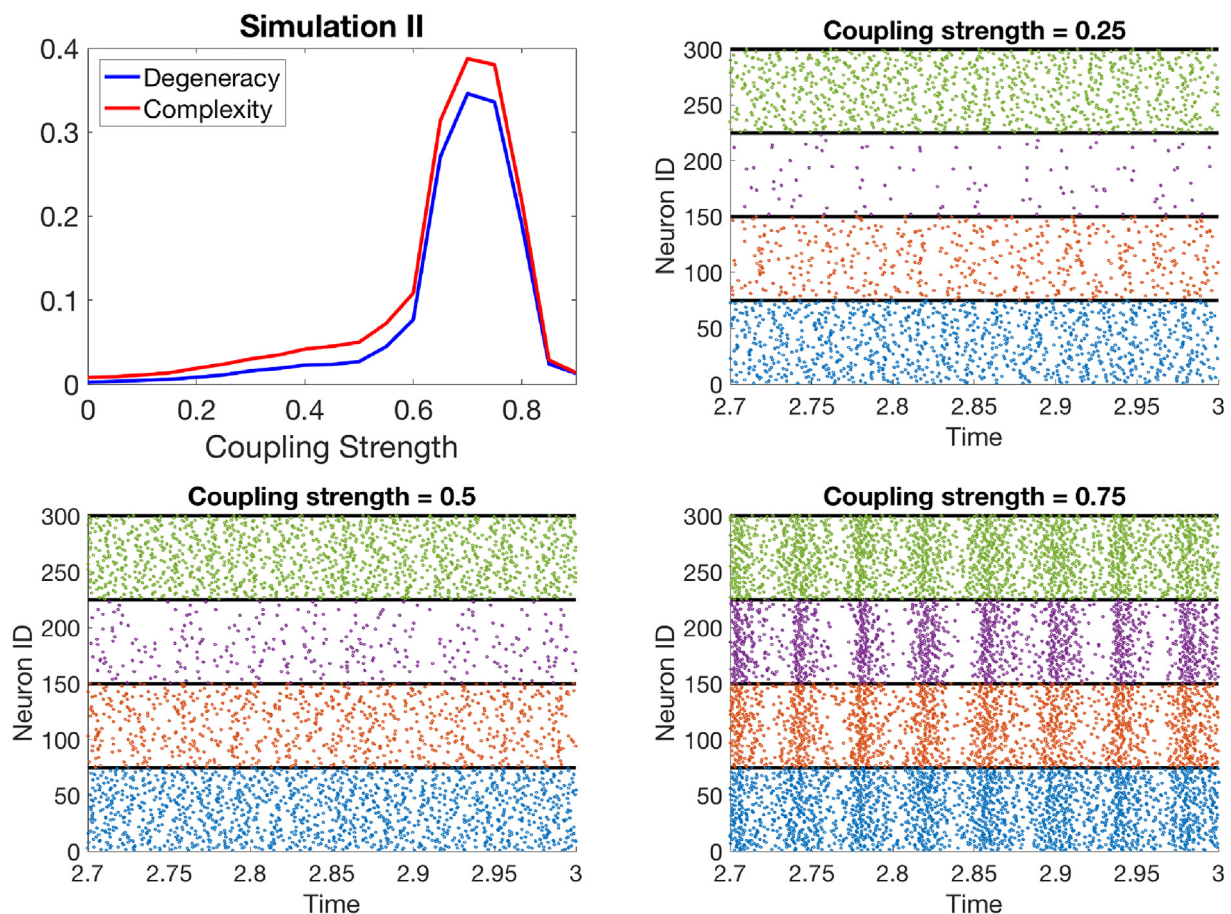 Simulation II
Degeneracy
Complexity
0.4
0.3
0.2
0.1
0
0 0.2 0.4 0.6 0.8
Coupling Strength
Coupling strength = 0.25
Neuron ID
300
250
200
150
100
50
0
2.7 2.75 2.8 2.85 2.9 2.95 3
Time
Coupling strength = 0.5
Neuron ID
300
250
200
150
100
50
0
2.7 2.75 2.8 2.85 2.9 2.95 3
Time
Coupling strength = 0.75
Neuron ID
300
250
200
150
100
50
0
2.7 2.75 2.8 2.85 2.9 2.95 3
Time